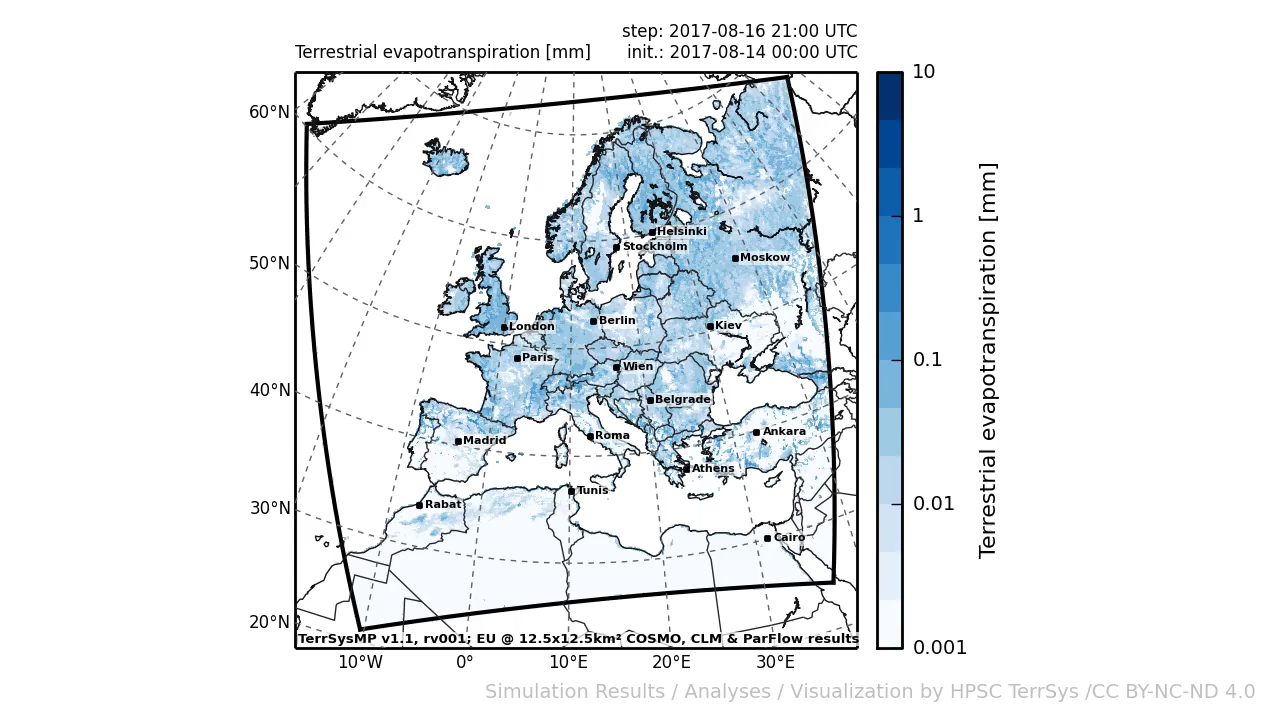 step: 2017-08-16 21:00 UTC
Terrestrial evapotranspiration [mm] init.: 2017-08-14 00:00 UTC
10
60°N
1
Helsinki
Stockholm
Moskow
50°N
Berlin
Kiev
London
Paris
0.1
Wien
40°N
Belgrade
Ankara
Roma
Madrid
Athens
Tunis
Rabat
0.01
30°N
Cairo
20°N
TerrSysMP v1.1, rv001; EU @ 12.5x12.5km² COSMO, CLM & ParFlow results
0.001
10°W 0° 10°E 20°E 30°E
Terrestrial evapotranspiration [mm]
Simulation Results / Analyses / Visualization by HPSC TerrSys /CC BY-NC-ND 4.0